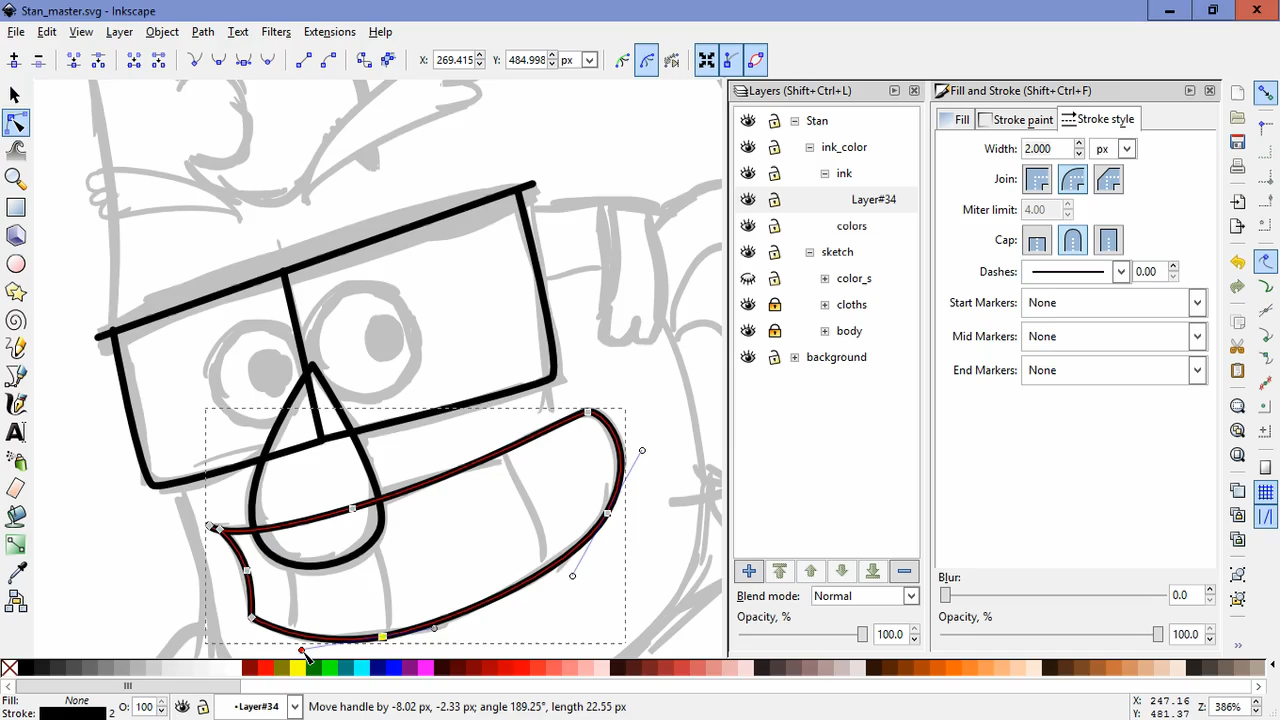 Stan_master.svg - Inkscape
File Edit View Layer Object Path Text Filters Extensions Help
X: 269.415 Y: 484.998 px
Layers (Shift+Ctrl+L)
Fill and Stroke (Shift+Ctrl+F)
Stan
ink_color
ink
Layer#34
colors
sketch
color_s
cloths
body
background
Fill Stroke paint Stroke style
Width: 2.000 px
Join:
Miter limit: 4.00
Cap:
Dashes: 0.00
Start Markers: None
Mid Markers: None
End Markers: None
Blend mode: Normal
Opacity, %
100.0
Blur:
0.0
Opacity, %
100.0
Fill: None
Stroke: 2
O: 100
•Layer#34
Move handle by -8.02 px, -2.33 px; angle 189.25°, length 22.55 px
X: 247.16
Y: 481.37
Z: 386%